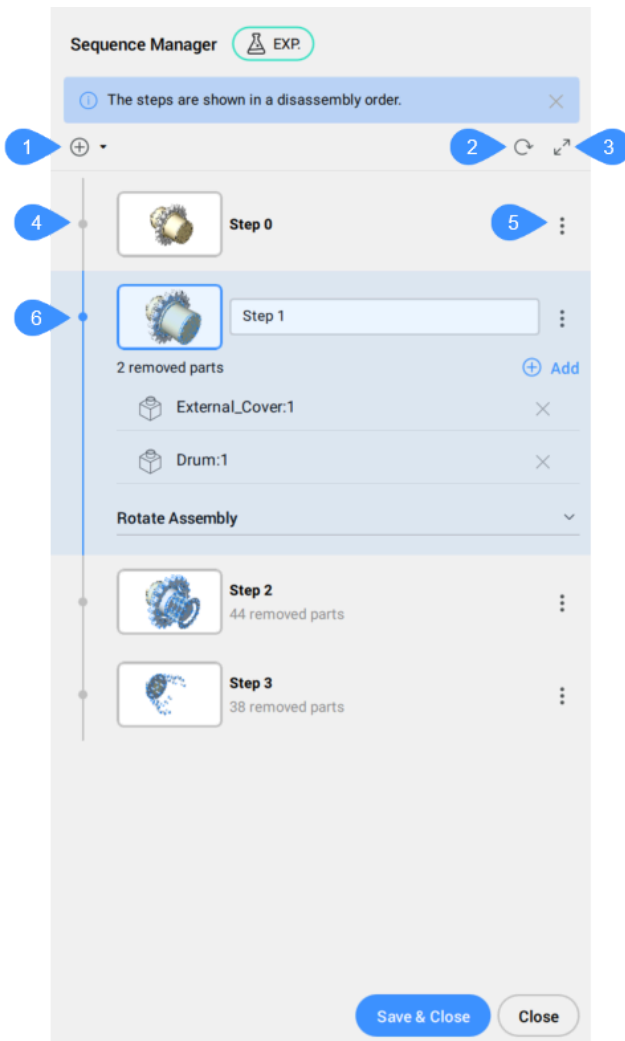 Sequence Manager EXP.
The steps are shown in a disassembly order.
1 2 3
4 Step 0 5
6 Step 1
2 removed parts Add
External_Cover:1
Drum:1
Rotate Assembly
Step 2
44 removed parts
Step 3
38 removed parts
Save & Close Close